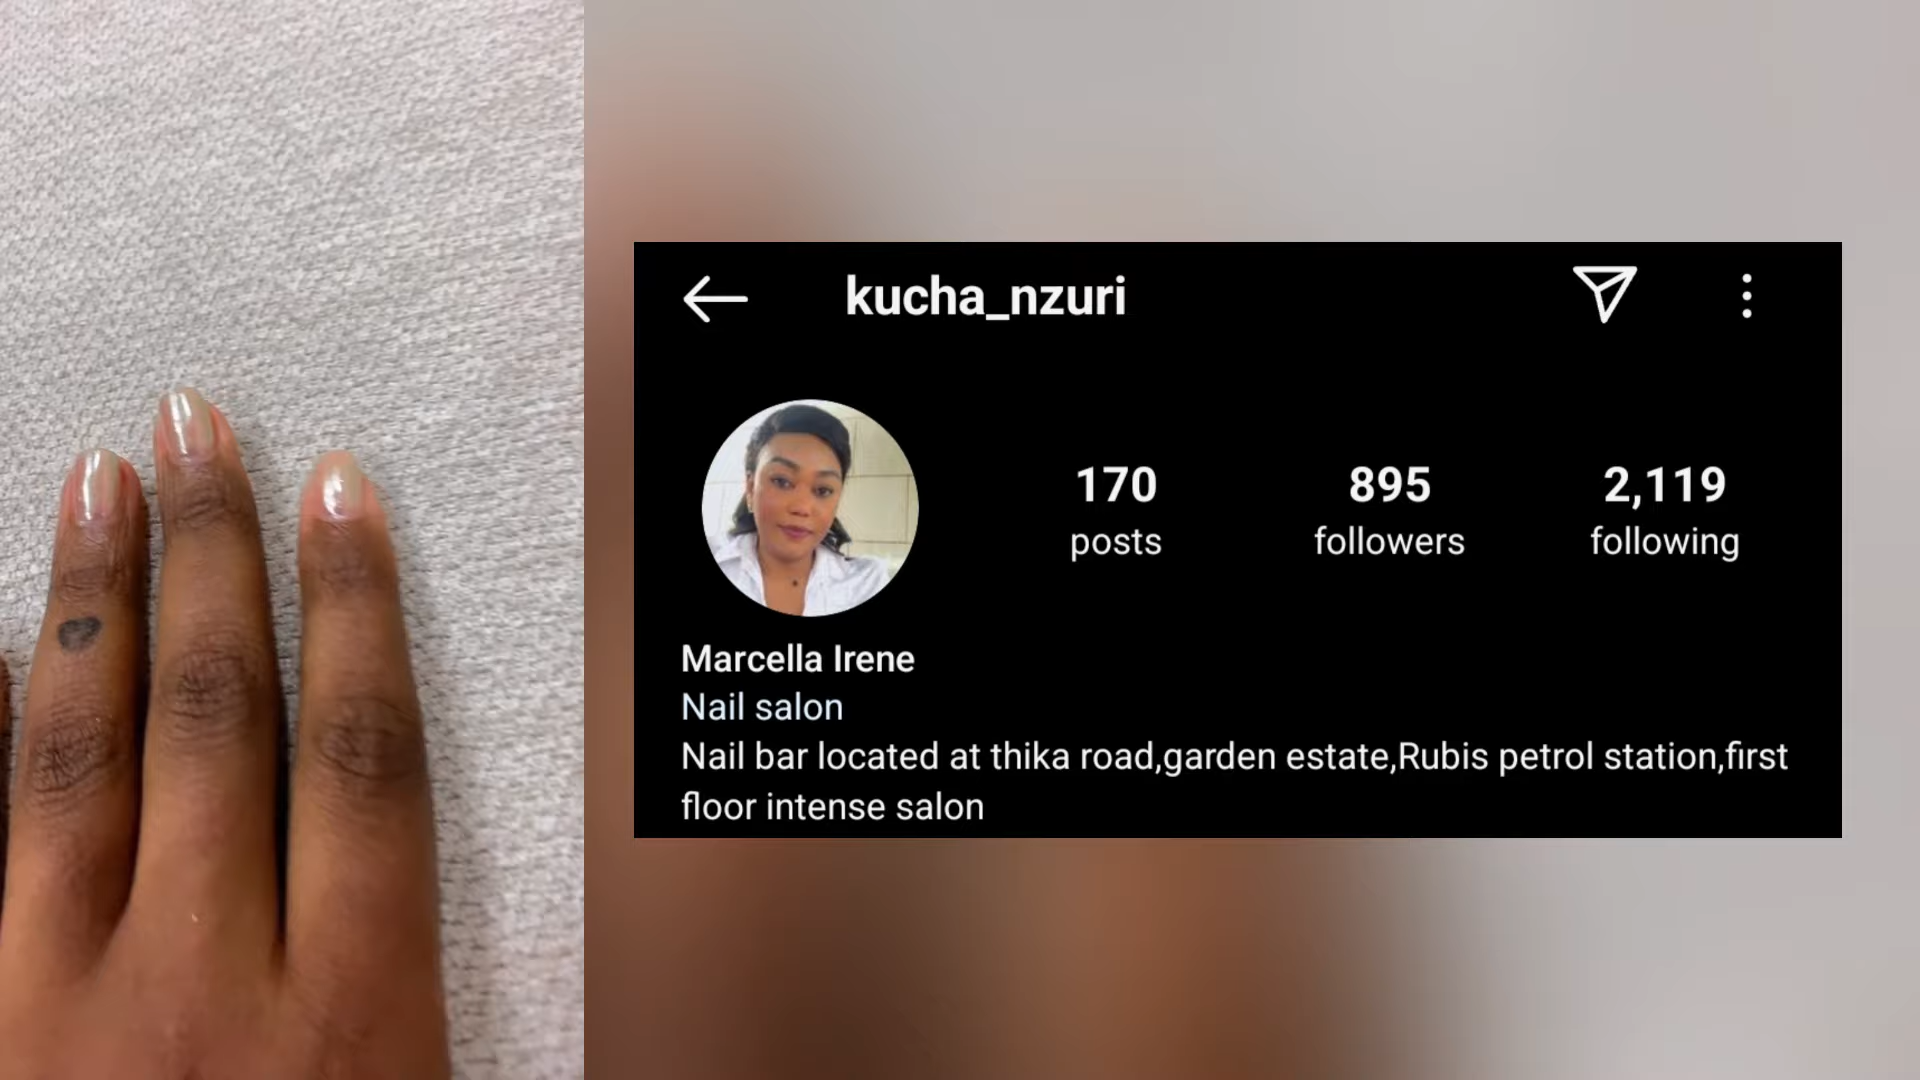 kucha_nzuri
170
posts
895
followers
2,119
following
Marcella Irene
Nail salon
Nail bar located at thika road,garden estate,Rubis petrol station,first
floor intense salon